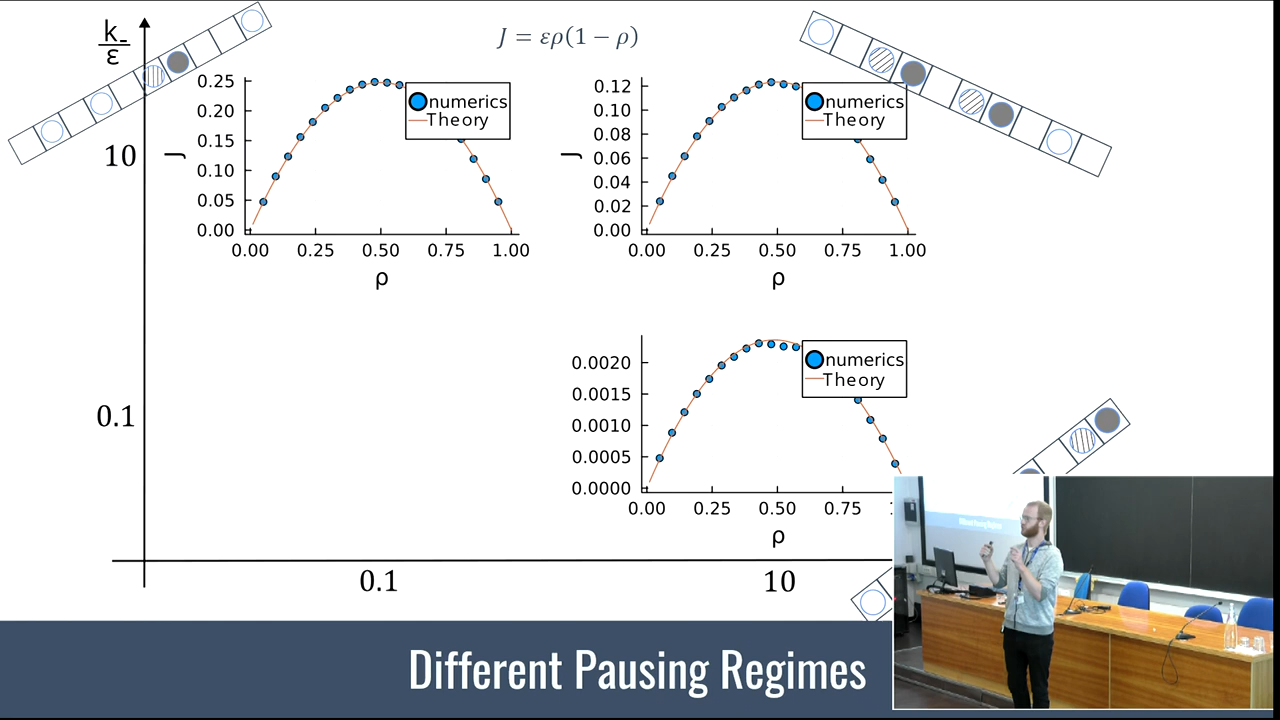 k₋
ε
J = ερ(1 − ρ)
10
0.1
0.1
10
J
0.25
0.20
0.15
0.10
0.05
0.00
0.00 0.25 0.50 0.75 1.00
ρ
numerics
Theory
J
0.12
0.10
0.08
0.06
0.04
0.02
0.00
0.00 0.25 0.50 0.75 1.00
ρ
numerics
Theory
0.0020
0.0015
0.0010
0.0005
0.0000
0.00 0.25 0.50 0.75
ρ
numerics
Theory
Different Pausing Regimes
Different Pausing Regimes